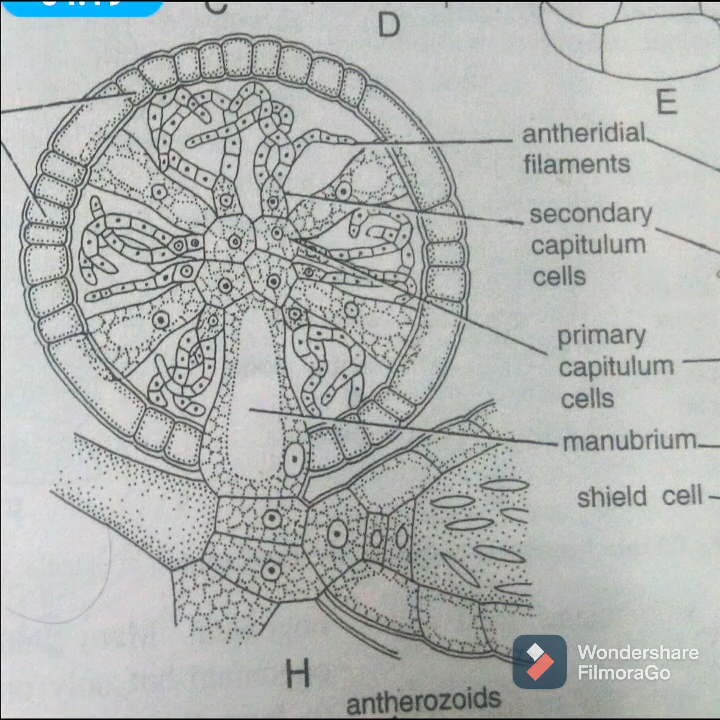 D
E
antheridial
filaments
secondary
capitulum
cells
primary
capitulum
cells
manubrium
shield cell
H
antherozoids
Wondershare
FilmoraGo